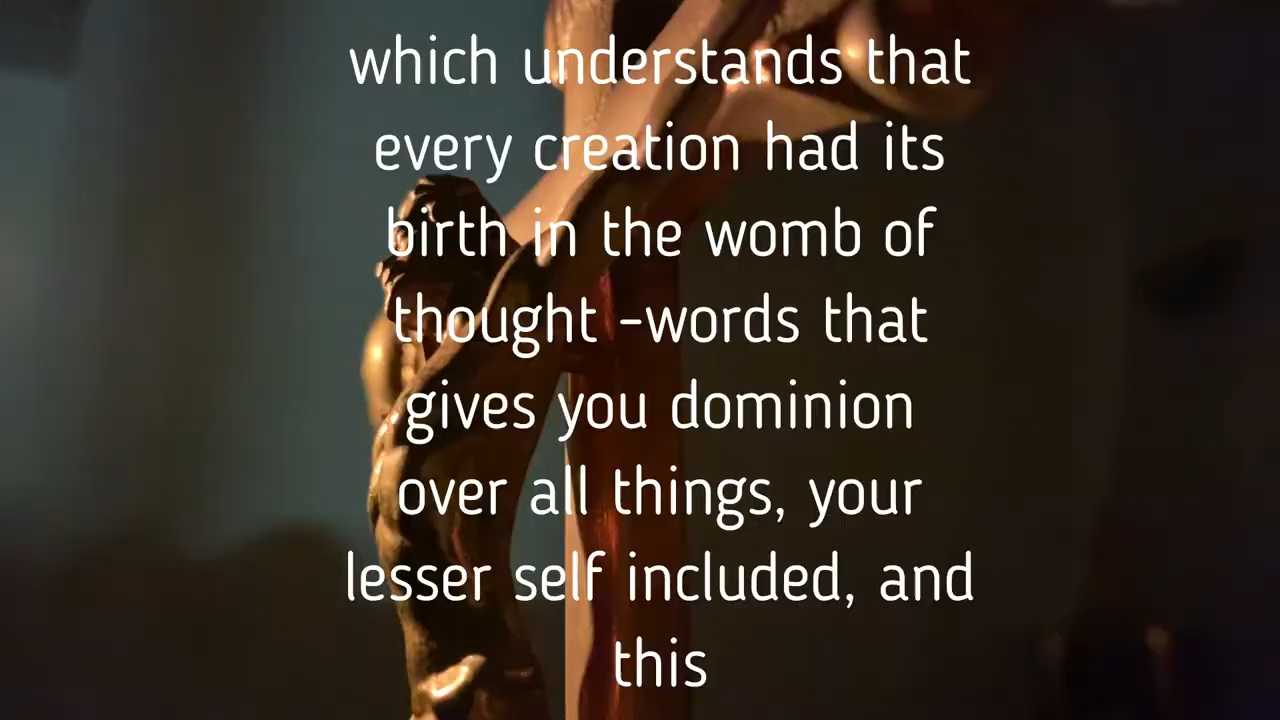 which understands that
every creation had its
birth in the womb of
thought -words that
gives you dominion
over all things, your
lesser self included, and
this